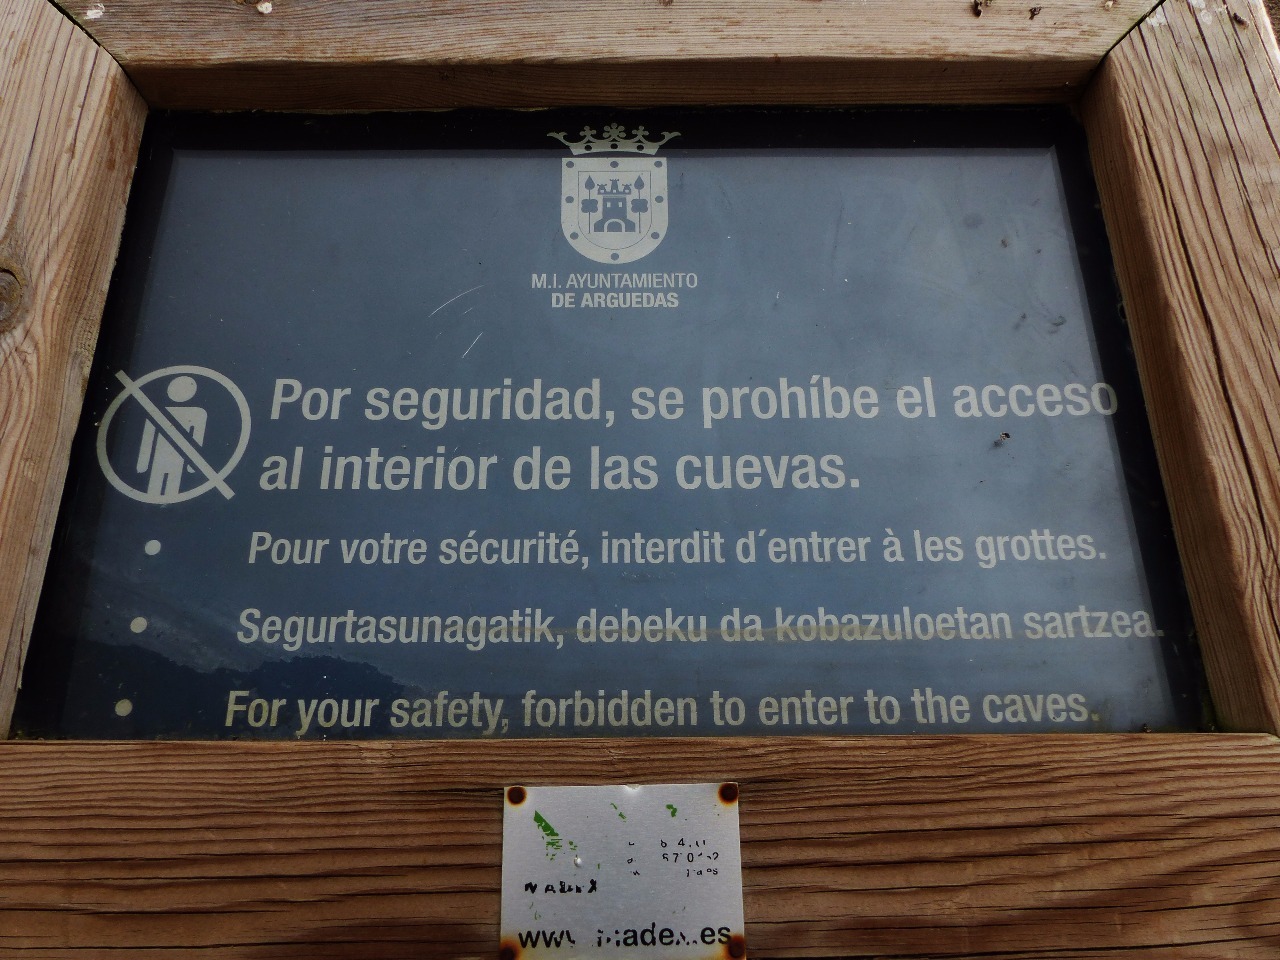 M.I. AYUNTAMIENTO
DE ARGUEDAS
Por seguridad, se prohíbe el acceso
al interior de las cuevas.
Pour votre sécurité, interdit d´entrer à les grottes.
Segurtasunagatik, debeku da kobazuloetan sartzea.
For your safety, forbidden to enter to the caves.